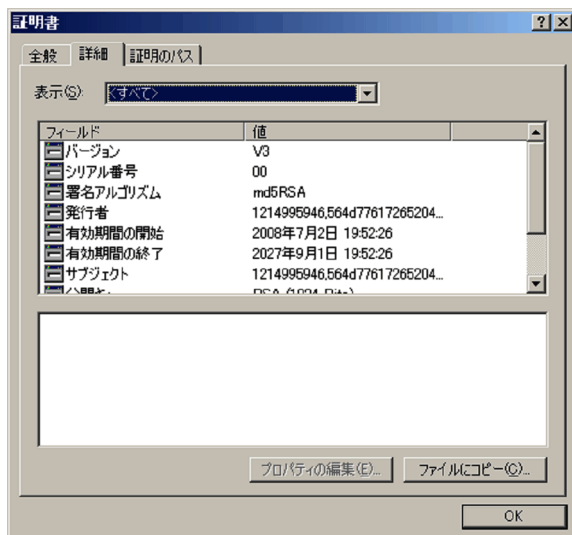 証明書
全般 詳細 証明のパス
表示(S): <すべて>
フィールド 値
バージョン V3
シリアル番号 00
署名アルゴリズム md5RSA
発行者 1214995946,564d77617265204...
有効期間の開始 2008年7月2日 19:52:26
有効期間の終了 2027年9月1日 19:52:26
サブジェクト 1214995946,564d77617265204...
プロパティの編集(E)... ファイルにコピー(C)...
OK